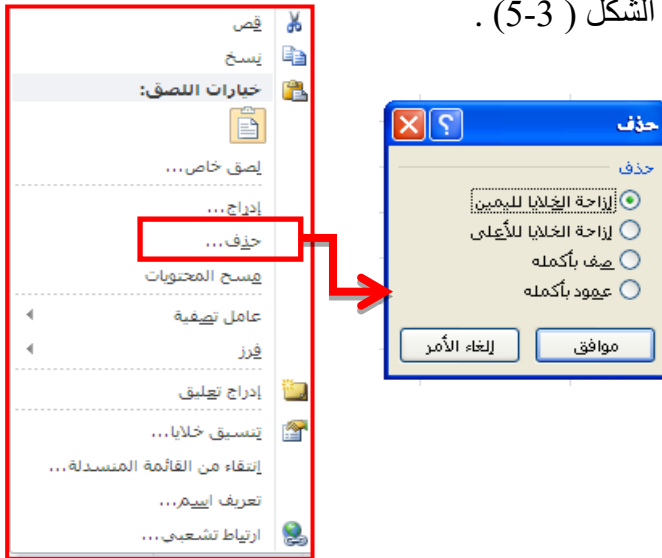 الشكل ( 3-5) .
قص
نسخ
خيارات اللصق:
لصق خاص...
إدراج...
حذف...
مسح المحتويات
عامل تصفية
فرز
إدراج تعليق
تنسيق خلايا...
إنتقاء من القائمة المنسدلة...
تعريف اسم...
ارتباط تشعبي...
حذف
حذف
إزاحة الخلايا لليمين
إزاحة الخلايا للأعلى
صف بأكمله
عمود بأكمله
موافق
إلغاء الأمر